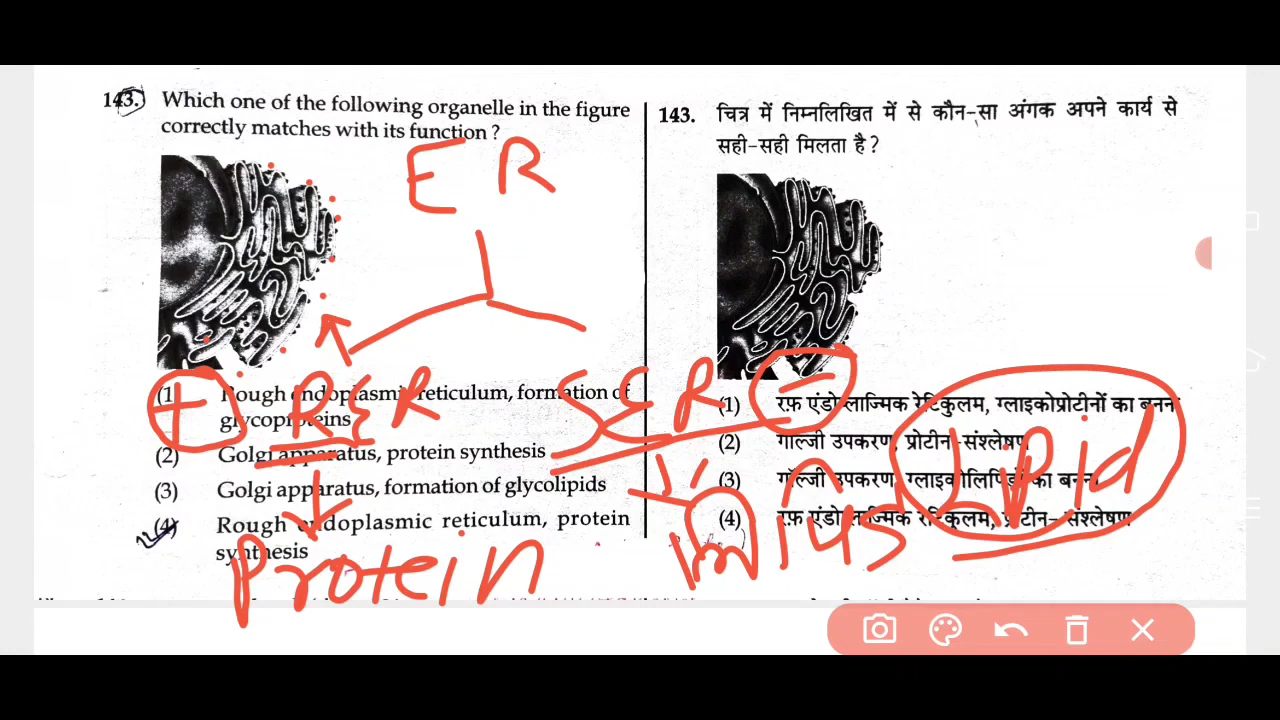 143. Which one of the following organelle in the figure
correctly matches with its function ?
E R
RER
SER
+
−
(1) Rough endoplasmic reticulum, formation of
glycoproteins
(2) Golgi apparatus, protein synthesis
(3) Golgi apparatus, formation of glycolipids
(4) Rough endoplasmic reticulum, protein
synthesis
Protein
143. चित्र में निम्नलिखित में से कौन-सा अंगक अपने कार्य से
सही-सही मिलता है ?
(1) रफ़ एंडोप्लाज्मिक रेटिकुलम, ग्लाइकोप्रोटीनों का बनना
(2) गॉल्जी उपकरण, प्रोटीन-संश्लेषण
(3) गॉल्जी उपकरण, ग्लाइकोलिपिडों का बनना
(4) रफ़ एंडोप्लाज्मिक रेटिकुलम, प्रोटीन-संश्लेषण
Lipid